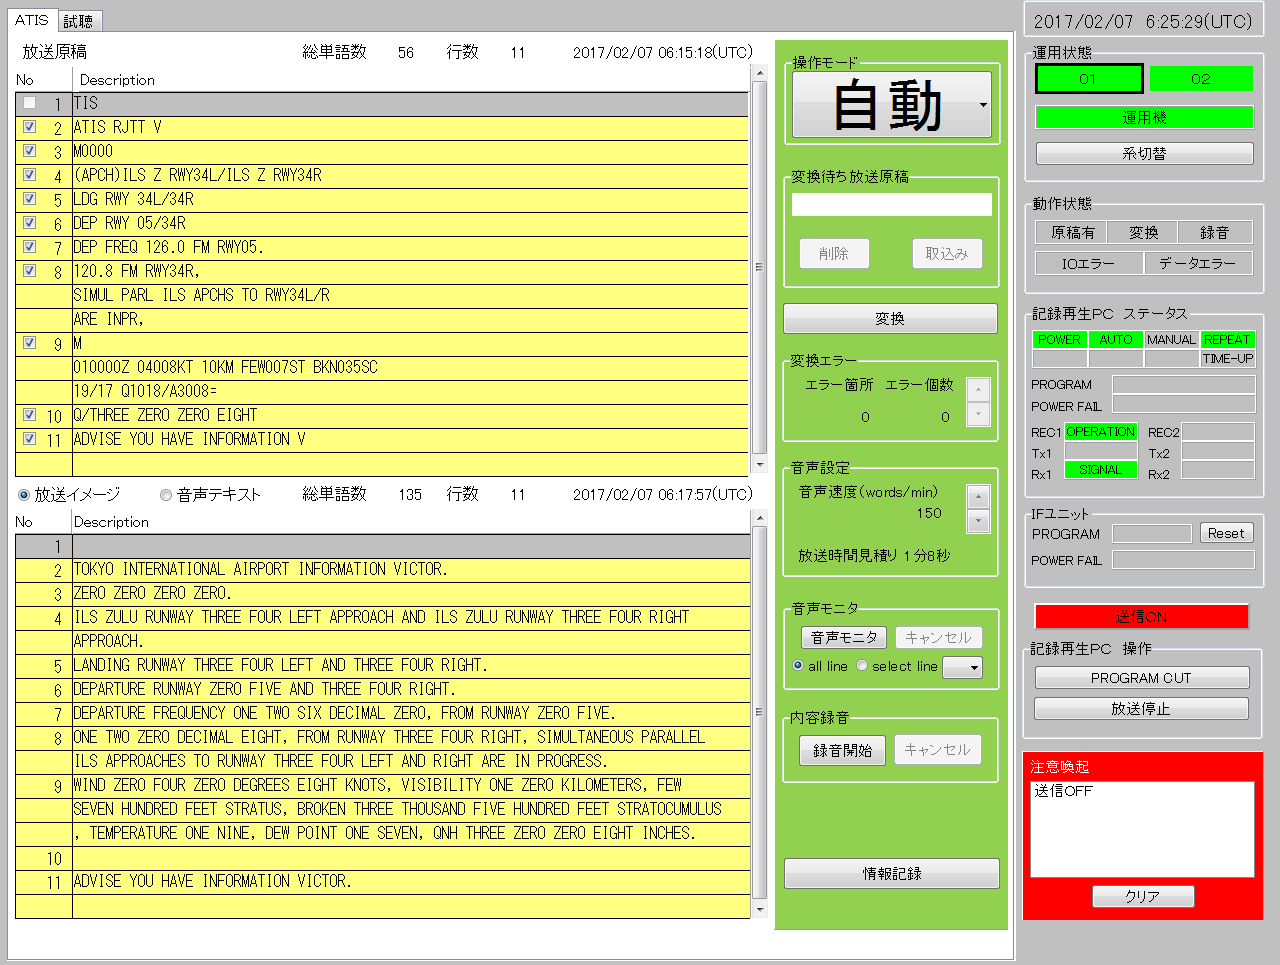 ATIS 試聴
放送原稿 総単語数 56 行数 11 2017/02/07 06:15:18(UTC)
No Description
1 TIS
2 ATIS RJTT V
3 M0000
4 (APCH)ILS Z RWY34L/ILS Z RWY34R
5 LDG RWY 34L/34R
6 DEP RWY 05/34R
7 DEP FREQ 126.0 FM RWY05.
8 120.8 FM RWY34R,
SIMUL PARL ILS APCHS TO RWY34L/R
ARE INPR,
9 M
010000Z 04008KT 10KM FEW007ST BKN035SC
19/17 Q1018/A3008=
10 Q/THREE ZERO ZERO EIGHT
11 ADVISE YOU HAVE INFORMATION V
放送イメージ 音声テキスト 総単語数 135 行数 11 2017/02/07 06:17:57(UTC)
No Description
1
2 TOKYO INTERNATIONAL AIRPORT INFORMATION VICTOR.
3 ZERO ZERO ZERO ZERO.
4 ILS ZULU RUNWAY THREE FOUR LEFT APPROACH AND ILS ZULU RUNWAY THREE FOUR RIGHT
APPROACH.
5 LANDING RUNWAY THREE FOUR LEFT AND THREE FOUR RIGHT.
6 DEPARTURE RUNWAY ZERO FIVE AND THREE FOUR RIGHT.
7 DEPARTURE FREQUENCY ONE TWO SIX DECIMAL ZERO, FROM RUNWAY ZERO FIVE.
8 ONE TWO ZERO DECIMAL EIGHT, FROM RUNWAY THREE FOUR RIGHT, SIMULTANEOUS PARALLEL
ILS APPROACHES TO RUNWAY THREE FOUR LEFT AND RIGHT ARE IN PROGRESS.
9 WIND ZERO FOUR ZERO DEGREES EIGHT KNOTS, VISIBILITY ONE ZERO KILOMETERS, FEW
SEVEN HUNDRED FEET STRATUS, BROKEN THREE THOUSAND FIVE HUNDRED FEET STRATOCUMULUS
, TEMPERATURE ONE NINE, DEW POINT ONE SEVEN, QNH THREE ZERO ZERO EIGHT INCHES.
10
11 ADVISE YOU HAVE INFORMATION VICTOR.
操作モード
自動
変換待ち放送原稿
削除 取込み
変換
変換エラー
エラー箇所 エラー個数
0 0
音声設定
音声速度(words/min)
150
放送時間見積り 1分8秒
音声モニタ
音声モニタ キャンセル
all line select line
内容録音
録音開始 キャンセル
情報記録
2017/02/07 6:25:29(UTC)
運用状態
01 02
運用機
系切替
動作状態
原稿有 変換 録音
IOエラー データエラー
記録再生PC ステータス
POWER AUTO MANUAL REPEAT
TIME-UP
PROGRAM
POWER FAIL
REC1 OPERATION REC2
Tx1 Tx2
Rx1 SIGNAL Rx2
IFユニット
PROGRAM Reset
POWER FAIL
送信ON
記録再生PC 操作
PROGRAM CUT
放送停止
注意喚起
送信OFF
クリア